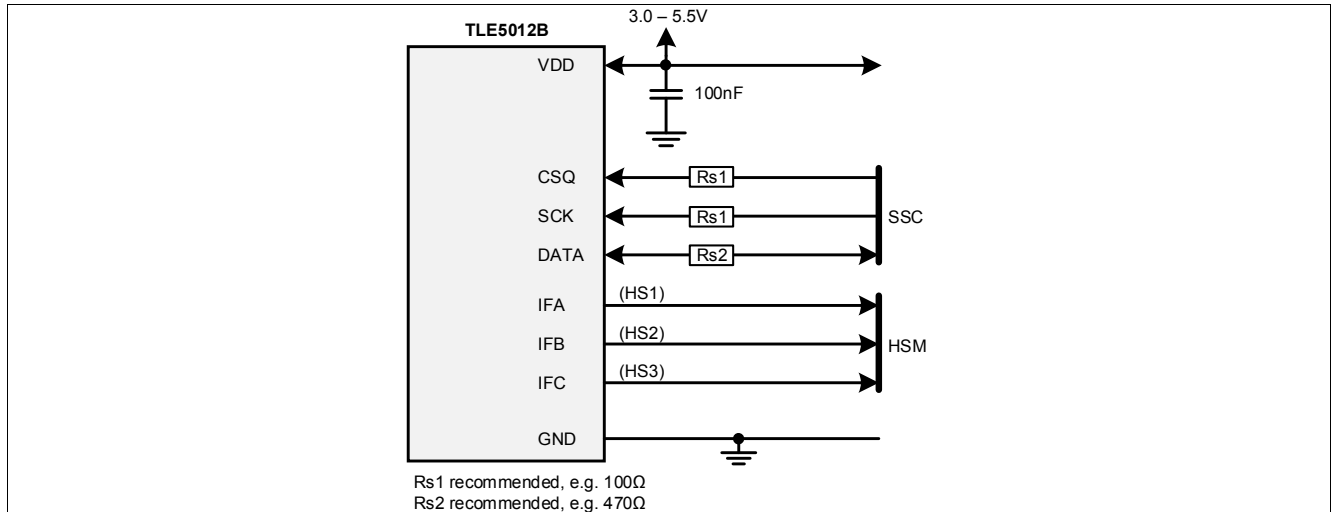 3.0 – 5.5V
TLE5012B
VDD
100nF
CSQ
Rs1
SCK
Rs1
SSC
DATA
Rs2
IFA
(HS1)
IFB
(HS2)
HSM
IFC
(HS3)
GND
Rs1 recommended, e.g. 100Ω
Rs2 recommended, e.g. 470Ω